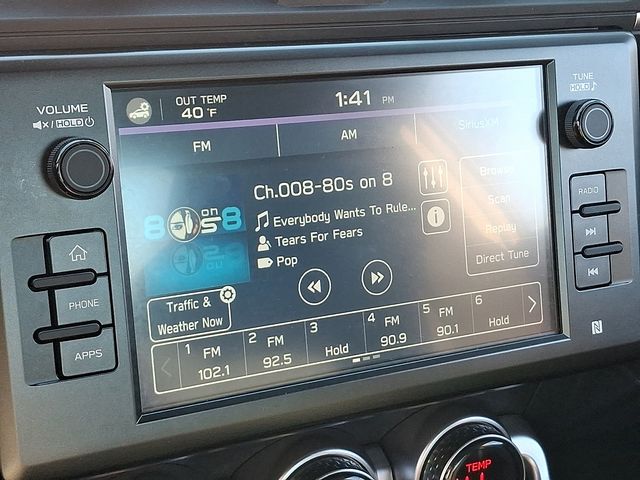 VOLUME
HOLD
OUT TEMP
40 °F
1:41 PM
TUNE
HOLD
FM
AM
SiriusXM
80s on 8
Ch.008-80s on 8
Everybody Wants To Rule...
Tears For Fears
Pop
Browse
Scan
Replay
Direct Tune
Traffic &
Weather Now
1 FM 102.1
2 FM 92.5
3 Hold
4 FM 90.9
5 FM 90.1
6 Hold
PHONE
APPS
RADIO
TEMP